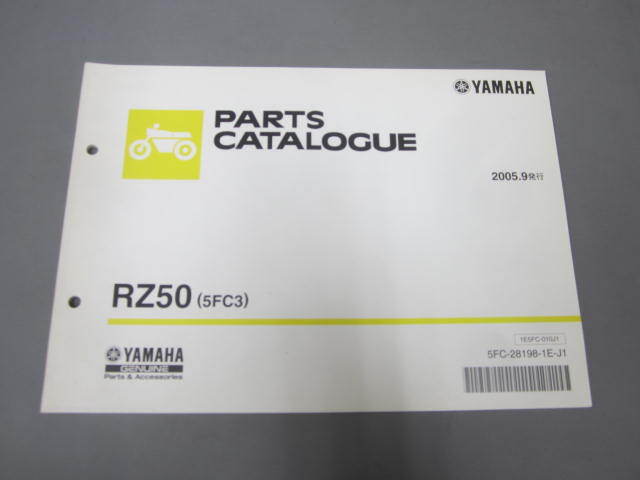 YAMAHA
PARTS
CATALOGUE
2005.9発行
RZ50 (5FC3)
1E5FC-010J1
5FC-28198-1E-J1
YAMAHA
GENUINE
Parts & Accessories